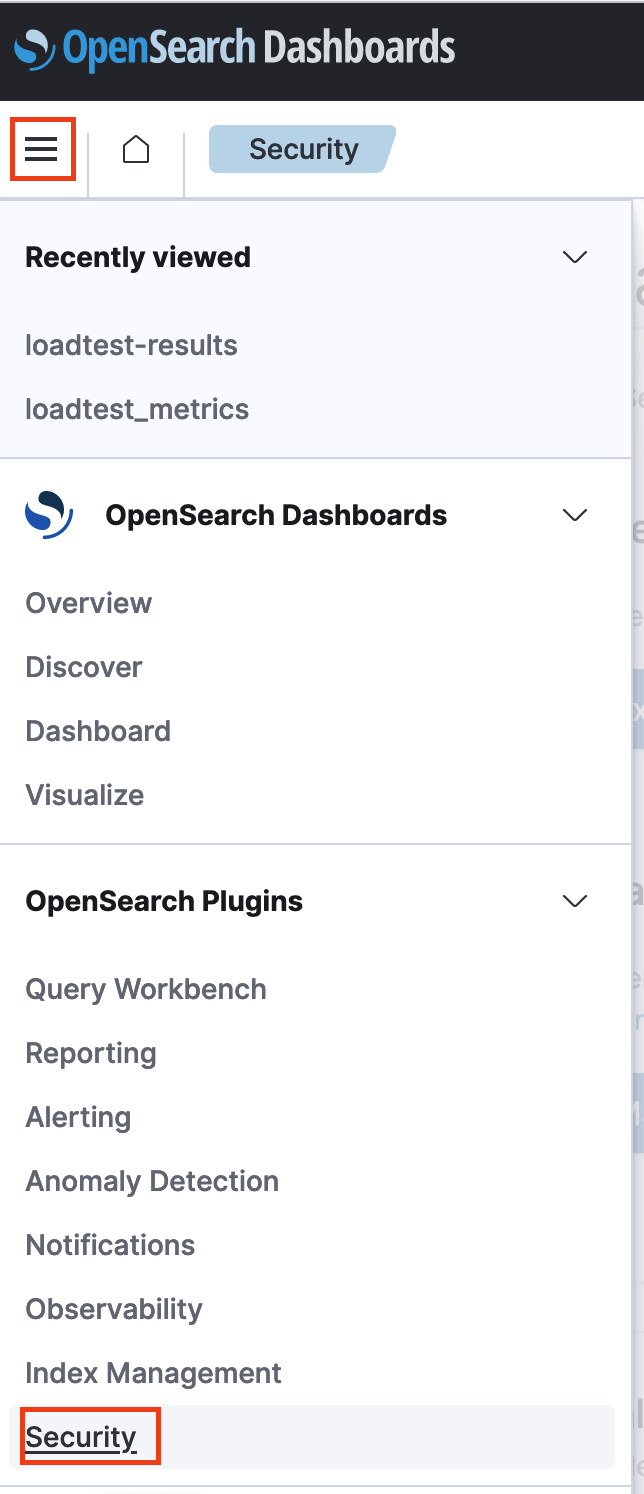 OpenSearch Dashboards
Security
Recently viewed
loadtest-results
loadtest_metrics
OpenSearch Dashboards
Overview
Discover
Dashboard
Visualize
OpenSearch Plugins
Query Workbench
Reporting
Alerting
Anomaly Detection
Notifications
Observability
Index Management
Security